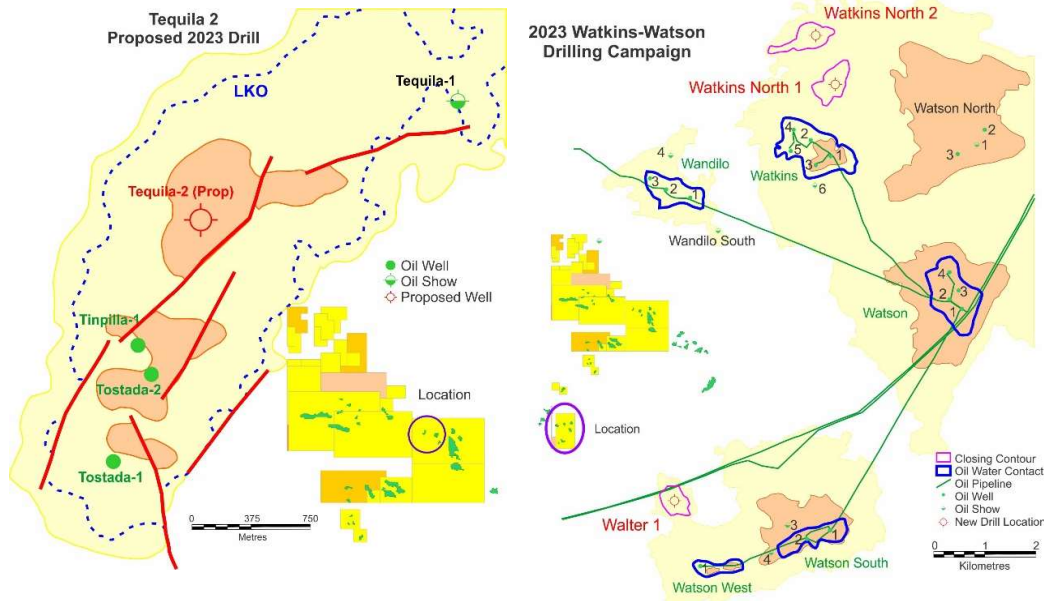 Tequila 2
Proposed 2023 Drill
LKO
Tequila-1
Tequila-2 (Prop)
Oil Well
Oil Show
Proposed Well
Tinpilla-1
Tostada-2
Tostada-1
Location
0 375 750
Metres
2023 Watkins-Watson
Drilling Campaign
Watkins North 2
Watkins North 1
Watson North
2
1
3
4
2
5
1
3
Watkins
6
4
Wandilo
3
2
1
Wandilo South
4
3
2
1
Watson
Location
Closing Contour
Oil Water Contact
Oil Pipeline
Oil Well
Oil Show
New Drill Location
Walter 1
3
2
1
4
Watson South
1
Watson West
0 1 2
Kilometres